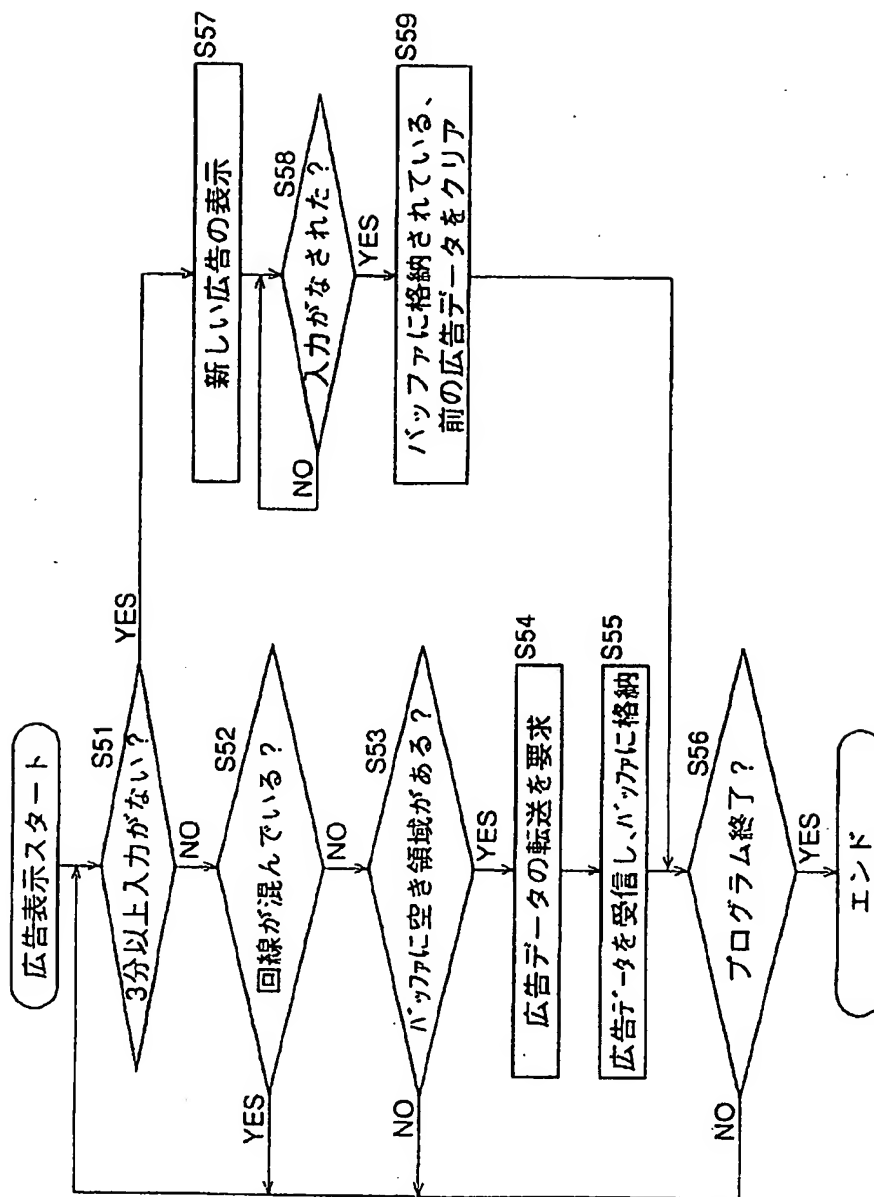 広告表示スタート
S51
3分以上入力がない?
YES
NO
S52
回線が混んでいる?
YES
NO
S53
バッファに空き領域がある?
NO
YES
S54
広告データの転送を要求
S55
広告データを受信し、バッファに格納
S56
プログラム終了?
NO
YES
エンド
S57
新しい広告の表示
S58
入力がなされた?
NO
YES
S59
バッファに格納されている、
前の広告データをクリア